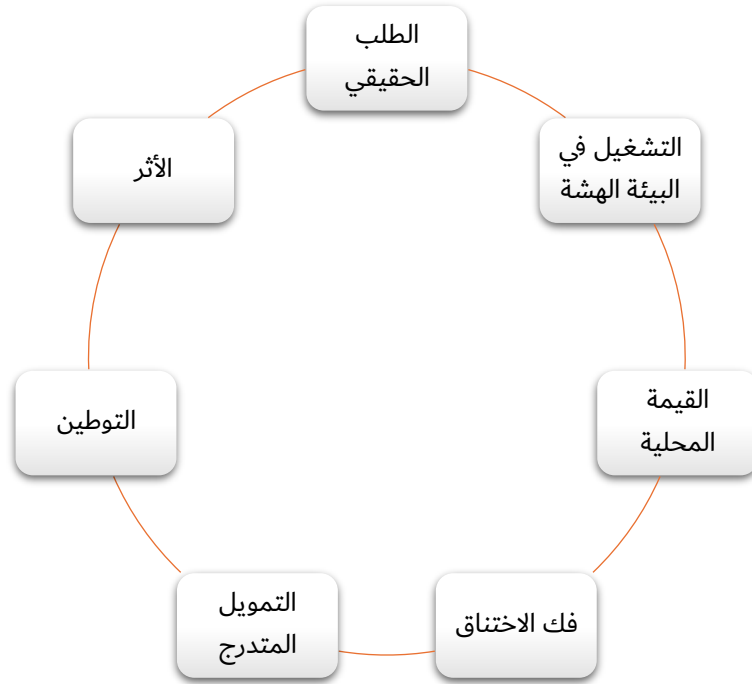 الطلب
الحقيقي
التشغيل في
البيئة الهشة
القيمة
المحلية
فك الاختناق
التمويل
المتدرج
التوطين
الأثر